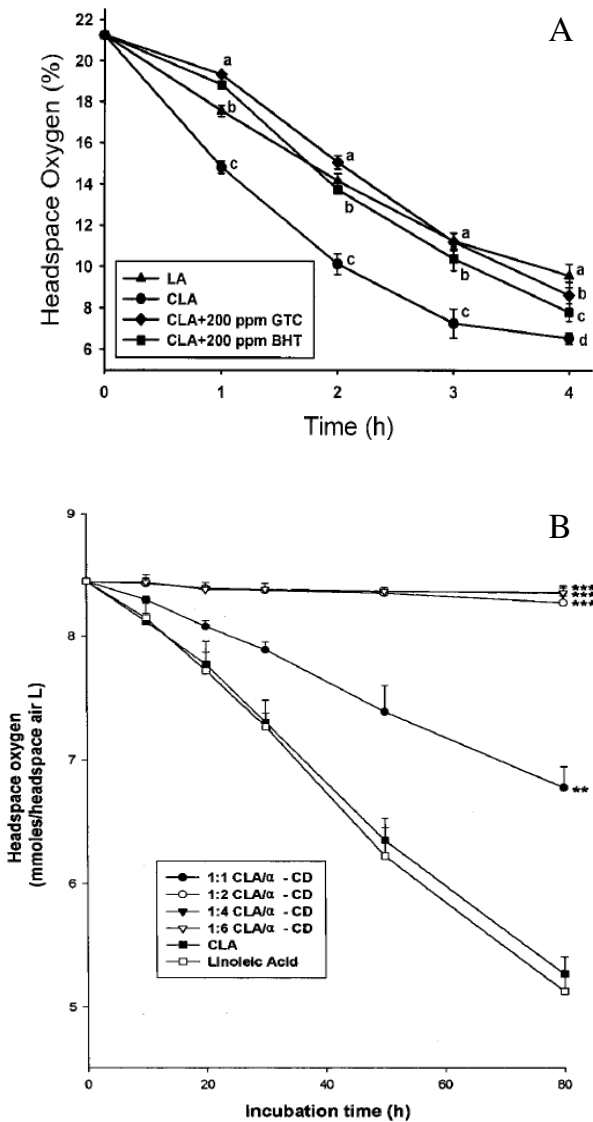 A
Headspace Oxygen (%)
22
20
18
16
14
12
10
8
6
a
b
c
a
b
c
a
b
c
a
b
c
d
LA
CLA
CLA+200 ppm GTC
CLA+200 ppm BHT
0 1 2 3 4
Time (h)
B
Headspace oxygen
(mmoles/headspace air L)
9
8
7
6
5
***
***
***
**
1:1 CLA/α - CD
1:2 CLA/α - CD
1:4 CLA/α - CD
1:6 CLA/α - CD
CLA
Linoleic Acid
0 20 40 60 80
Incubation time (h)